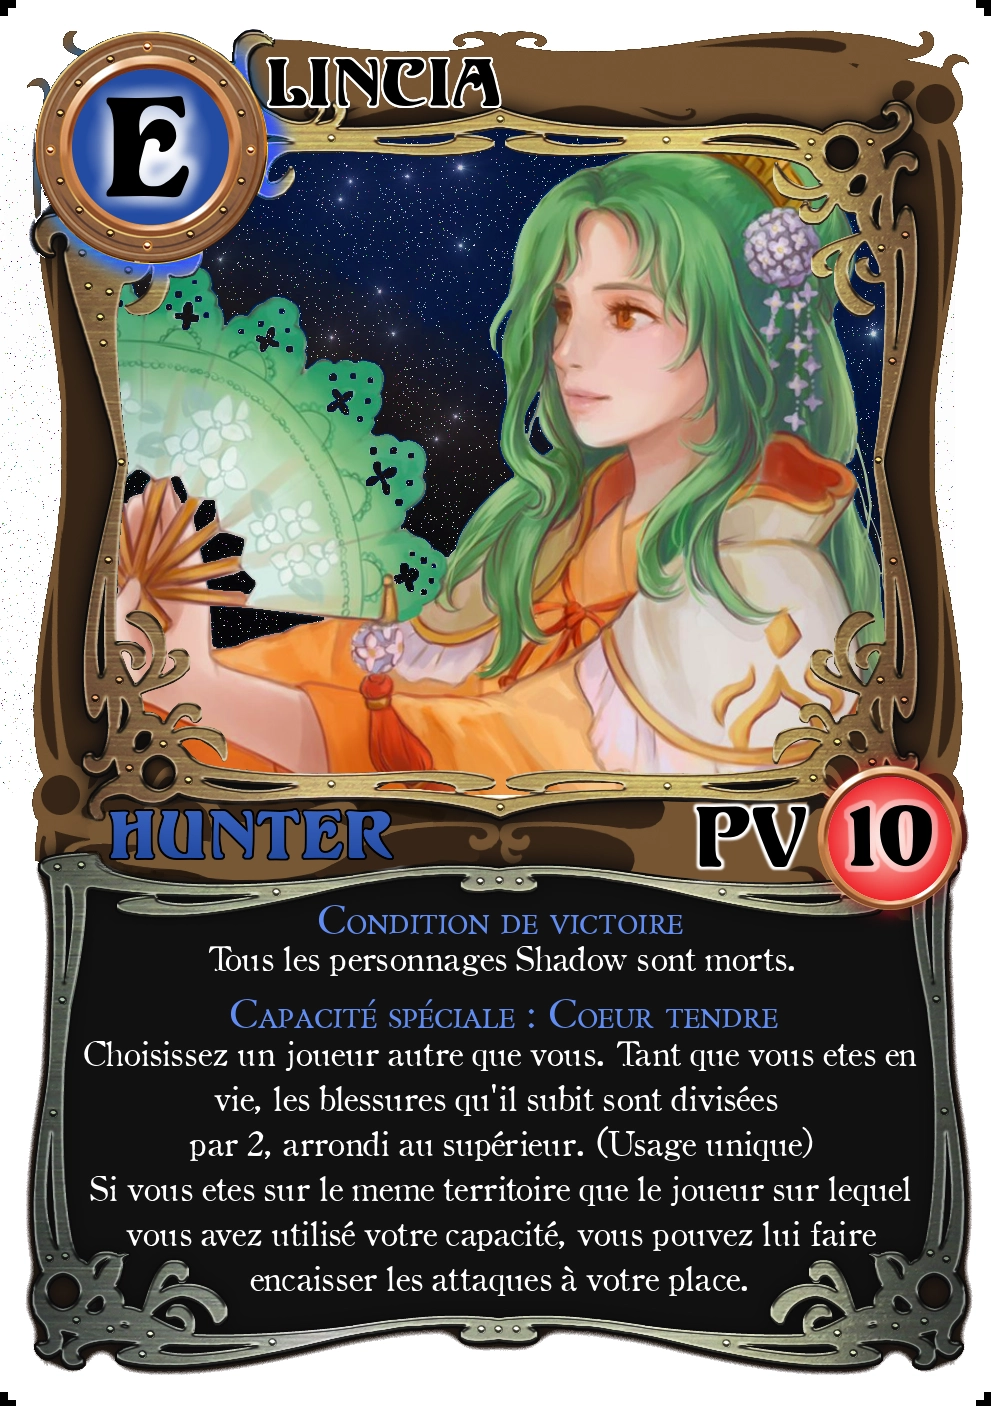 E
LINCIA
HUNTER
PV 10
Condition de victoire
Tous les personnages Shadow sont morts.
Capacité spéciale : Coeur tendre
Choisissez un joueur autre que vous. Tant que vous etes en
vie, les blessures qu'il subit sont divisées
par 2, arrondi au supérieur. (Usage unique)
Si vous etes sur le meme territoire que le joueur sur lequel
vous avez utilisé votre capacité, vous pouvez lui faire
encaisser les attaques à votre place.